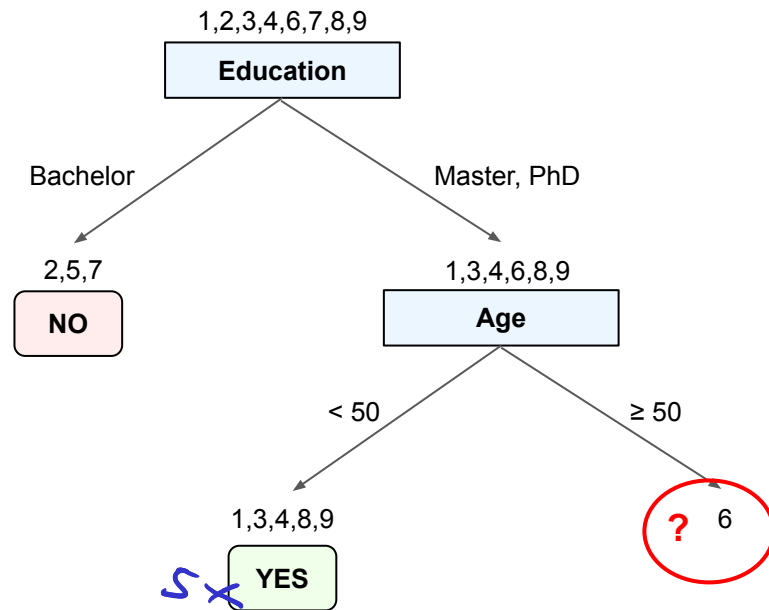 1,2,3,4,6,7,8,9
Education
Bachelor
Master, PhD
2,5,7
1,3,4,6,8,9
NO
Age
< 50
≥ 50
1,3,4,8,9
? 6
YES
5x